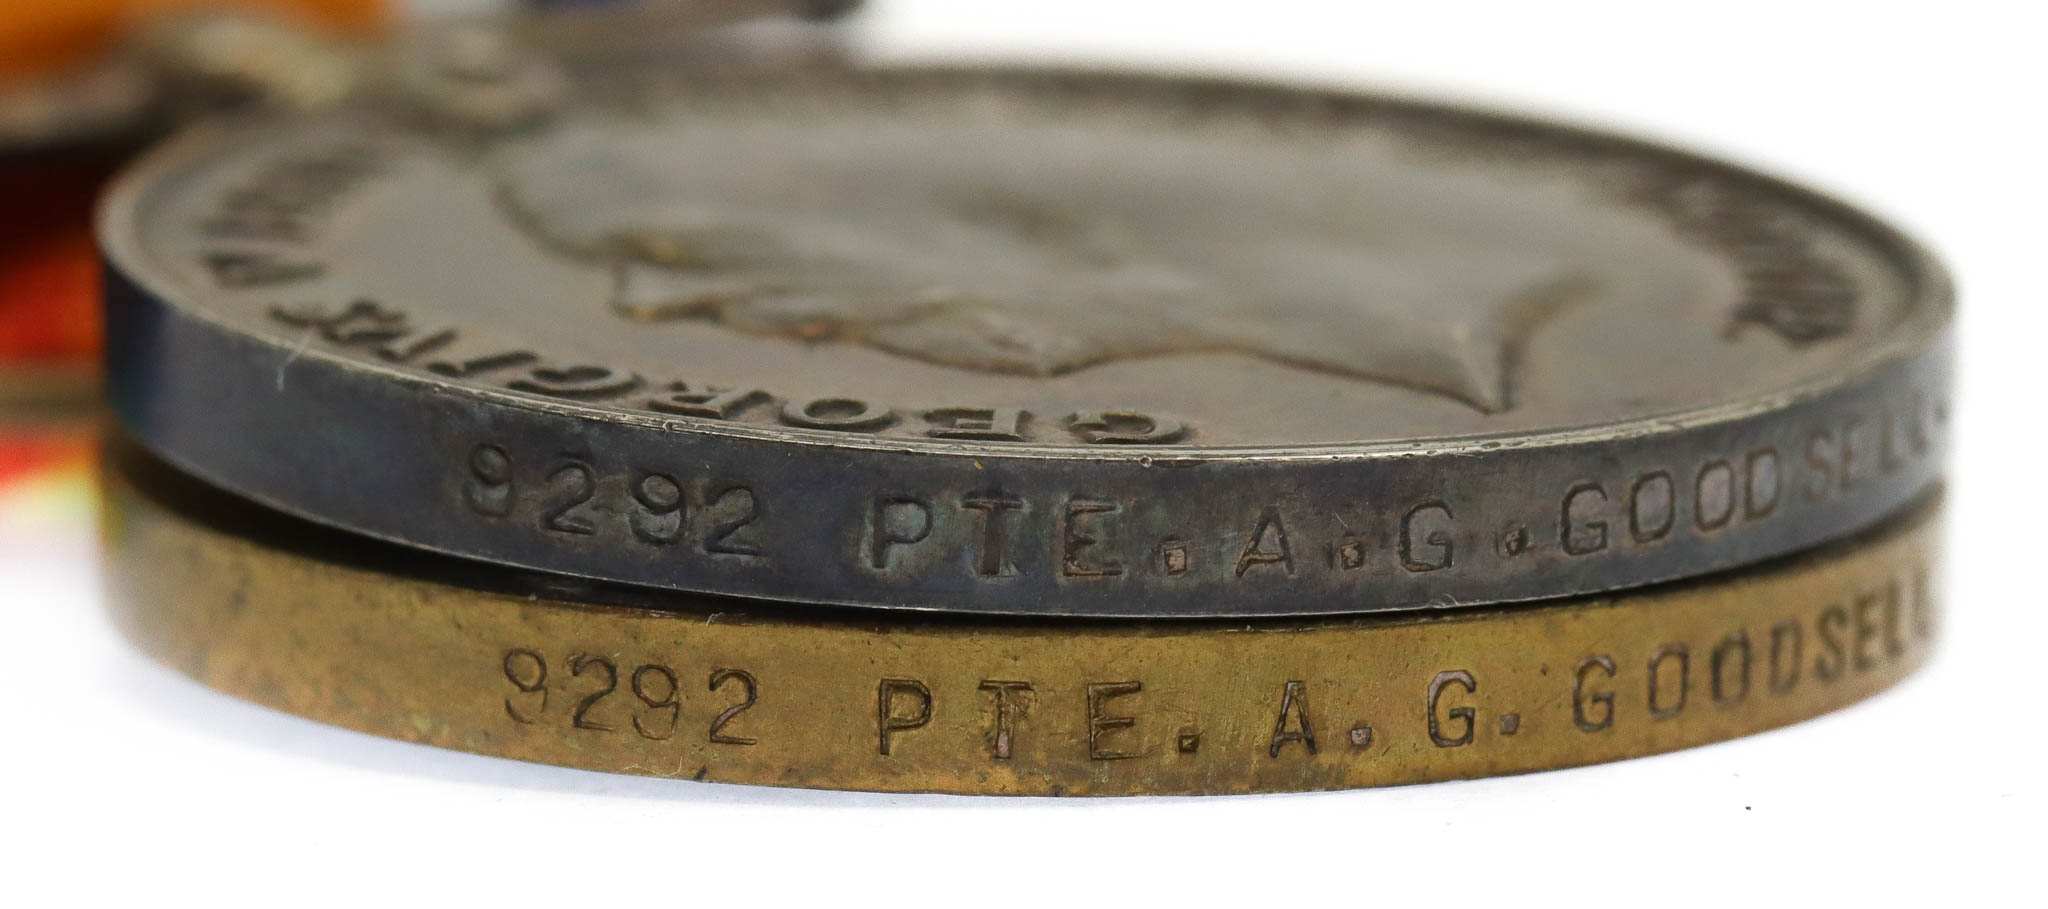 GEORGIVS V
9292 PTE. A. G. GOODSELL.
9292 PTE. A. G. GOODSELL